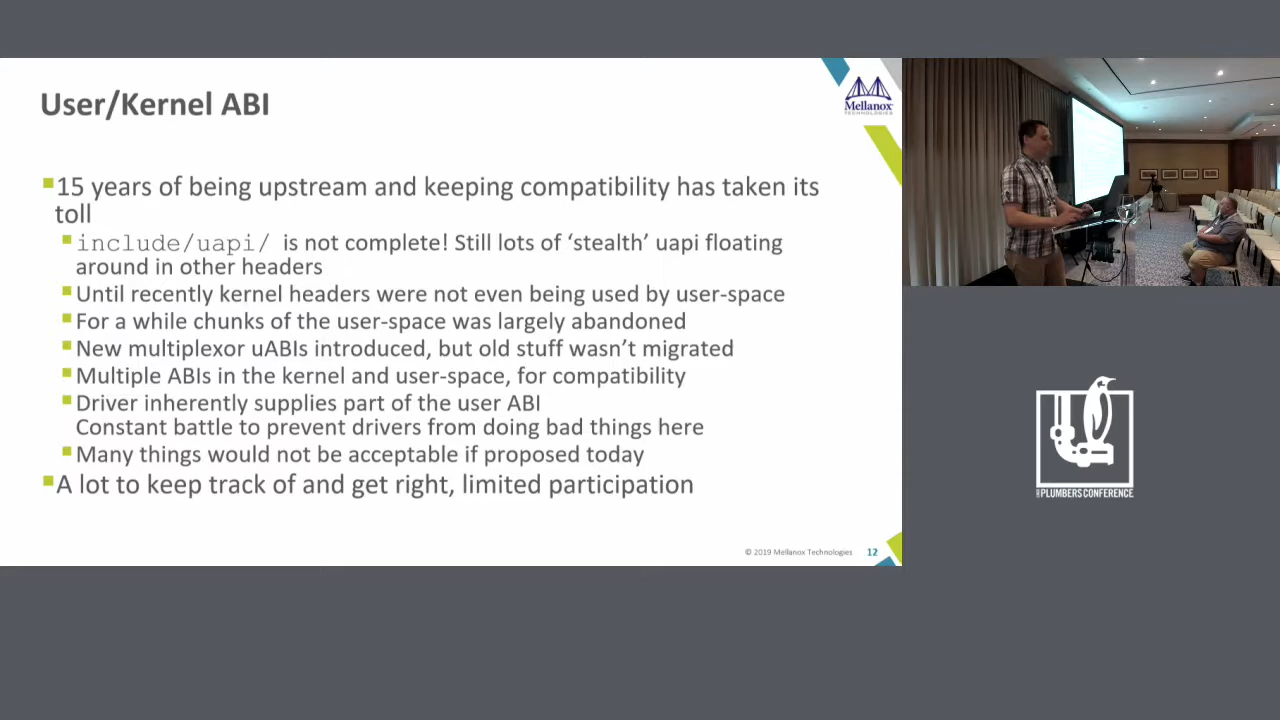 User/Kernel ABI
Mellanox
TECHNOLOGIES
15 years of being upstream and keeping compatibility has taken its
toll
include/uapi/ is not complete! Still lots of ‘stealth’ uapi floating
around in other headers
Until recently kernel headers were not even being used by user-space
For a while chunks of the user-space was largely abandoned
New multiplexor uABIs introduced, but old stuff wasn’t migrated
Multiple ABIs in the kernel and user-space, for compatibility
Driver inherently supplies part of the user ABI
Constant battle to prevent drivers from doing bad things here
Many things would not be acceptable if proposed today
A lot to keep track of and get right, limited participation
© 2019 Mellanox Technologies 12
PLUMBERS CONFERENCE